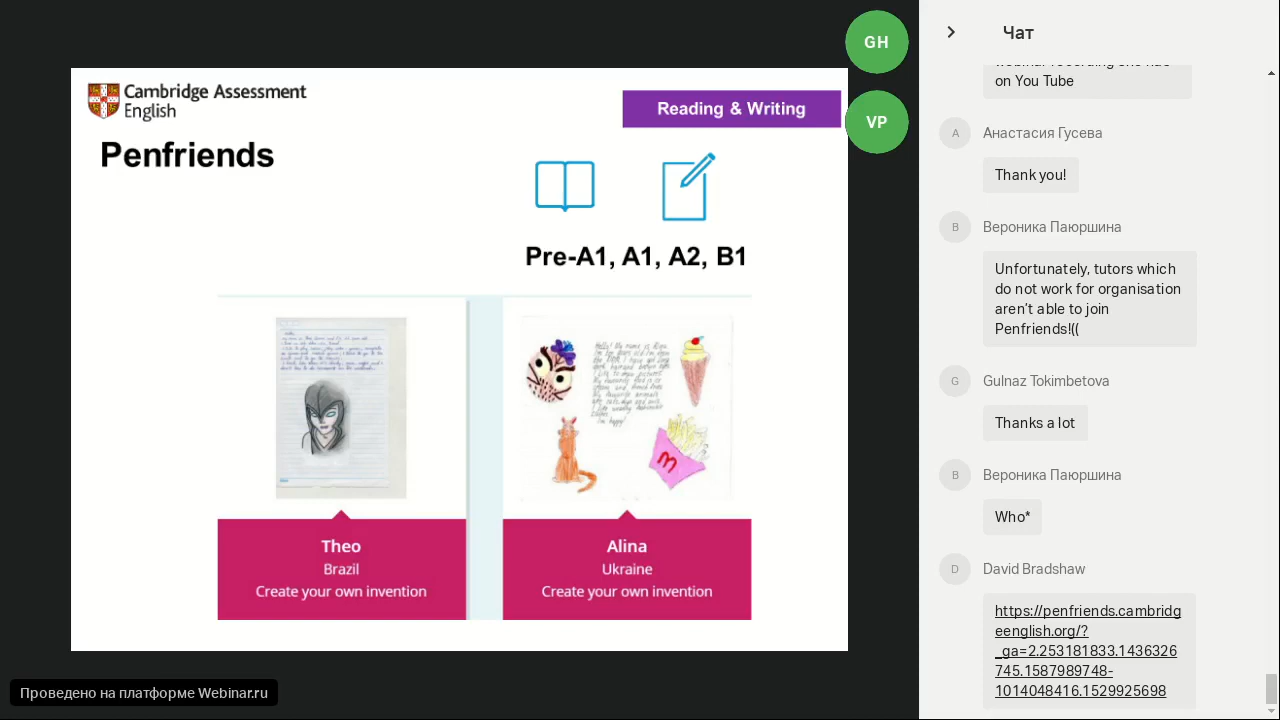 Cambridge Assessment
English
Reading & Writing
Penfriends
Pre-A1, A1, A2, B1
Theo
Brazil
Create your own invention
Alina
Ukraine
Create your own invention
GH
VP
Проведено на платформе Webinar.ru
Чат
on You Tube
А
Анастасия Гусева
Thank you!
В
Вероника Паюршина
Unfortunately, tutors which
do not work for organisation
aren't able to join
Penfriends!((
G
Gulnaz Tokimbetova
Thanks a lot
В
Вероника Паюршина
Who*
D
David Bradshaw
https://penfriends.cambridg
eenglish.org/?
_ga=2.253181833.1436326
745.1587989748-
1014048416.1529925698